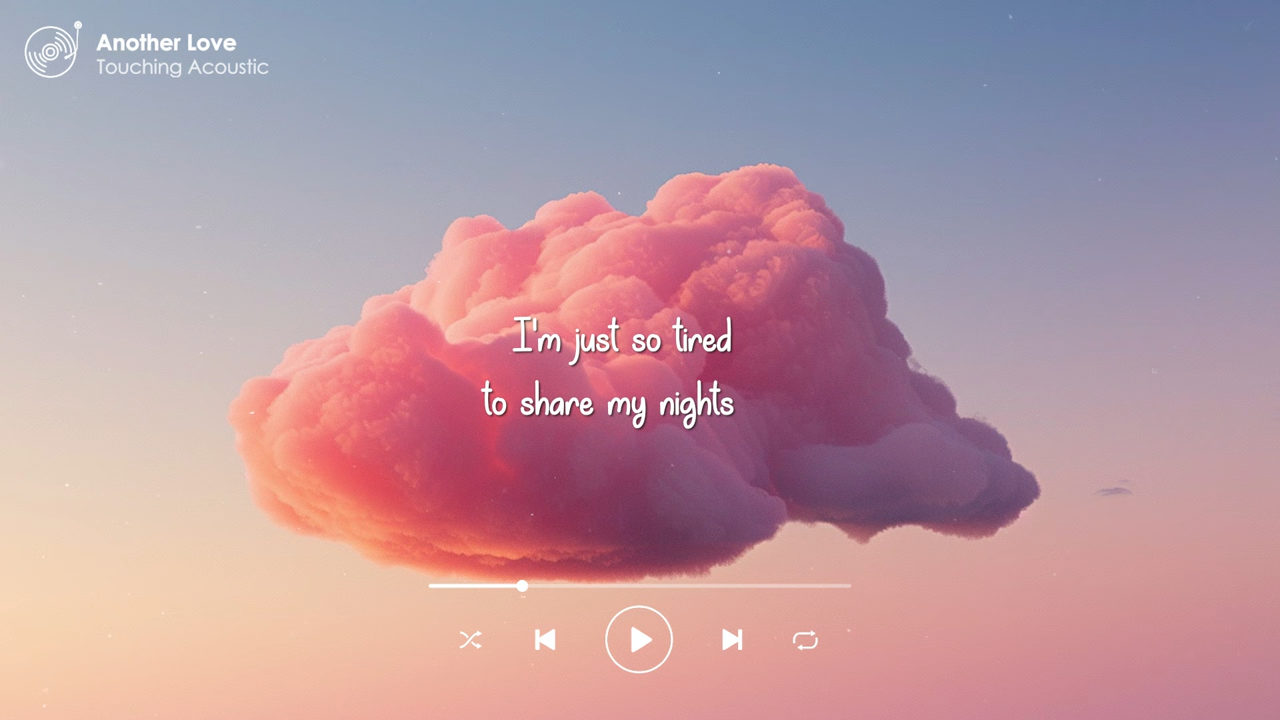 Another Love
Touching Acoustic
I'm just so tired
to share my nights